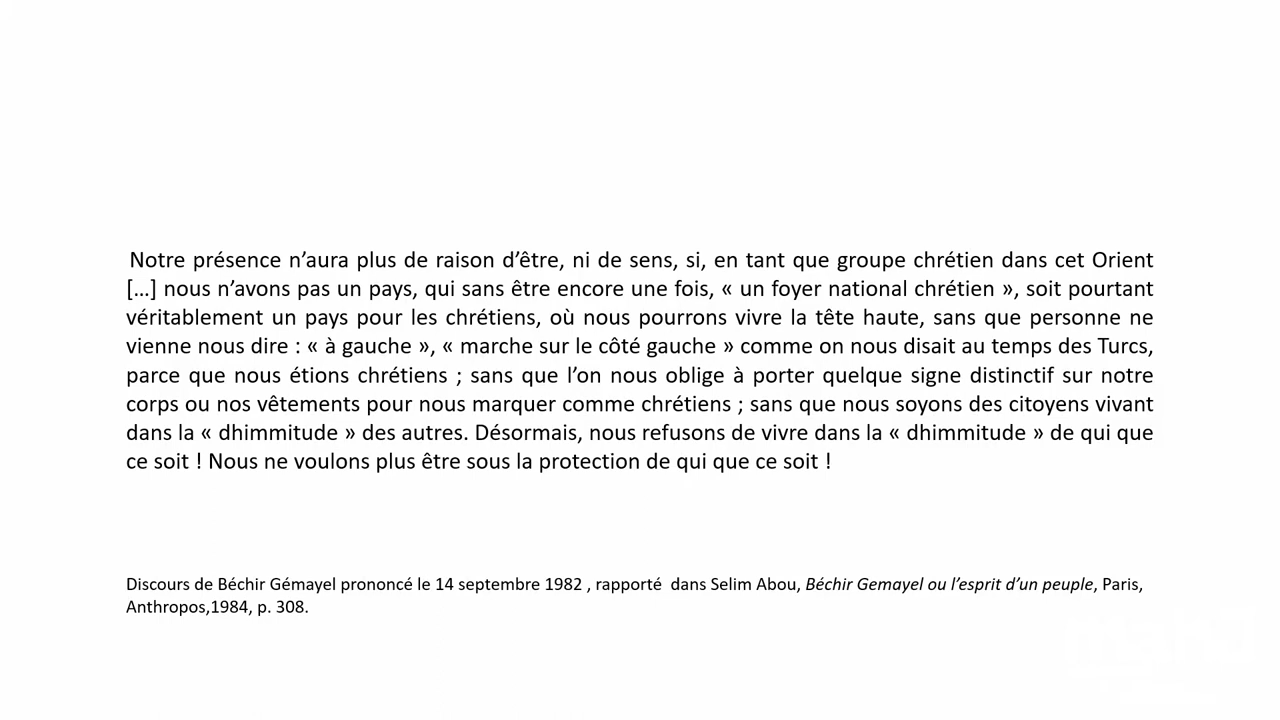 Notre présence n’aura plus de raison d’être, ni de sens, si, en tant que groupe chrétien dans cet Orient
[…] nous n’avons pas un pays, qui sans être encore une fois, « un foyer national chrétien », soit pourtant
véritablement un pays pour les chrétiens, où nous pourrons vivre la tête haute, sans que personne ne
vienne nous dire : « à gauche », « marche sur le côté gauche » comme on nous disait au temps des Turcs,
parce que nous étions chrétiens ; sans que l’on nous oblige à porter quelque signe distinctif sur notre
corps ou nos vêtements pour nous marquer comme chrétiens ; sans que nous soyons des citoyens vivant
dans la « dhimmitude » des autres. Désormais, nous refusons de vivre dans la « dhimmitude » de qui que
ce soit ! Nous ne voulons plus être sous la protection de qui que ce soit !
Discours de Béchir Gémayel prononcé le 14 septembre 1982 , rapporté  dans Selim Abou, Béchir Gemayel ou l’esprit d’un peuple, Paris,
Anthropos,1984, p. 308.